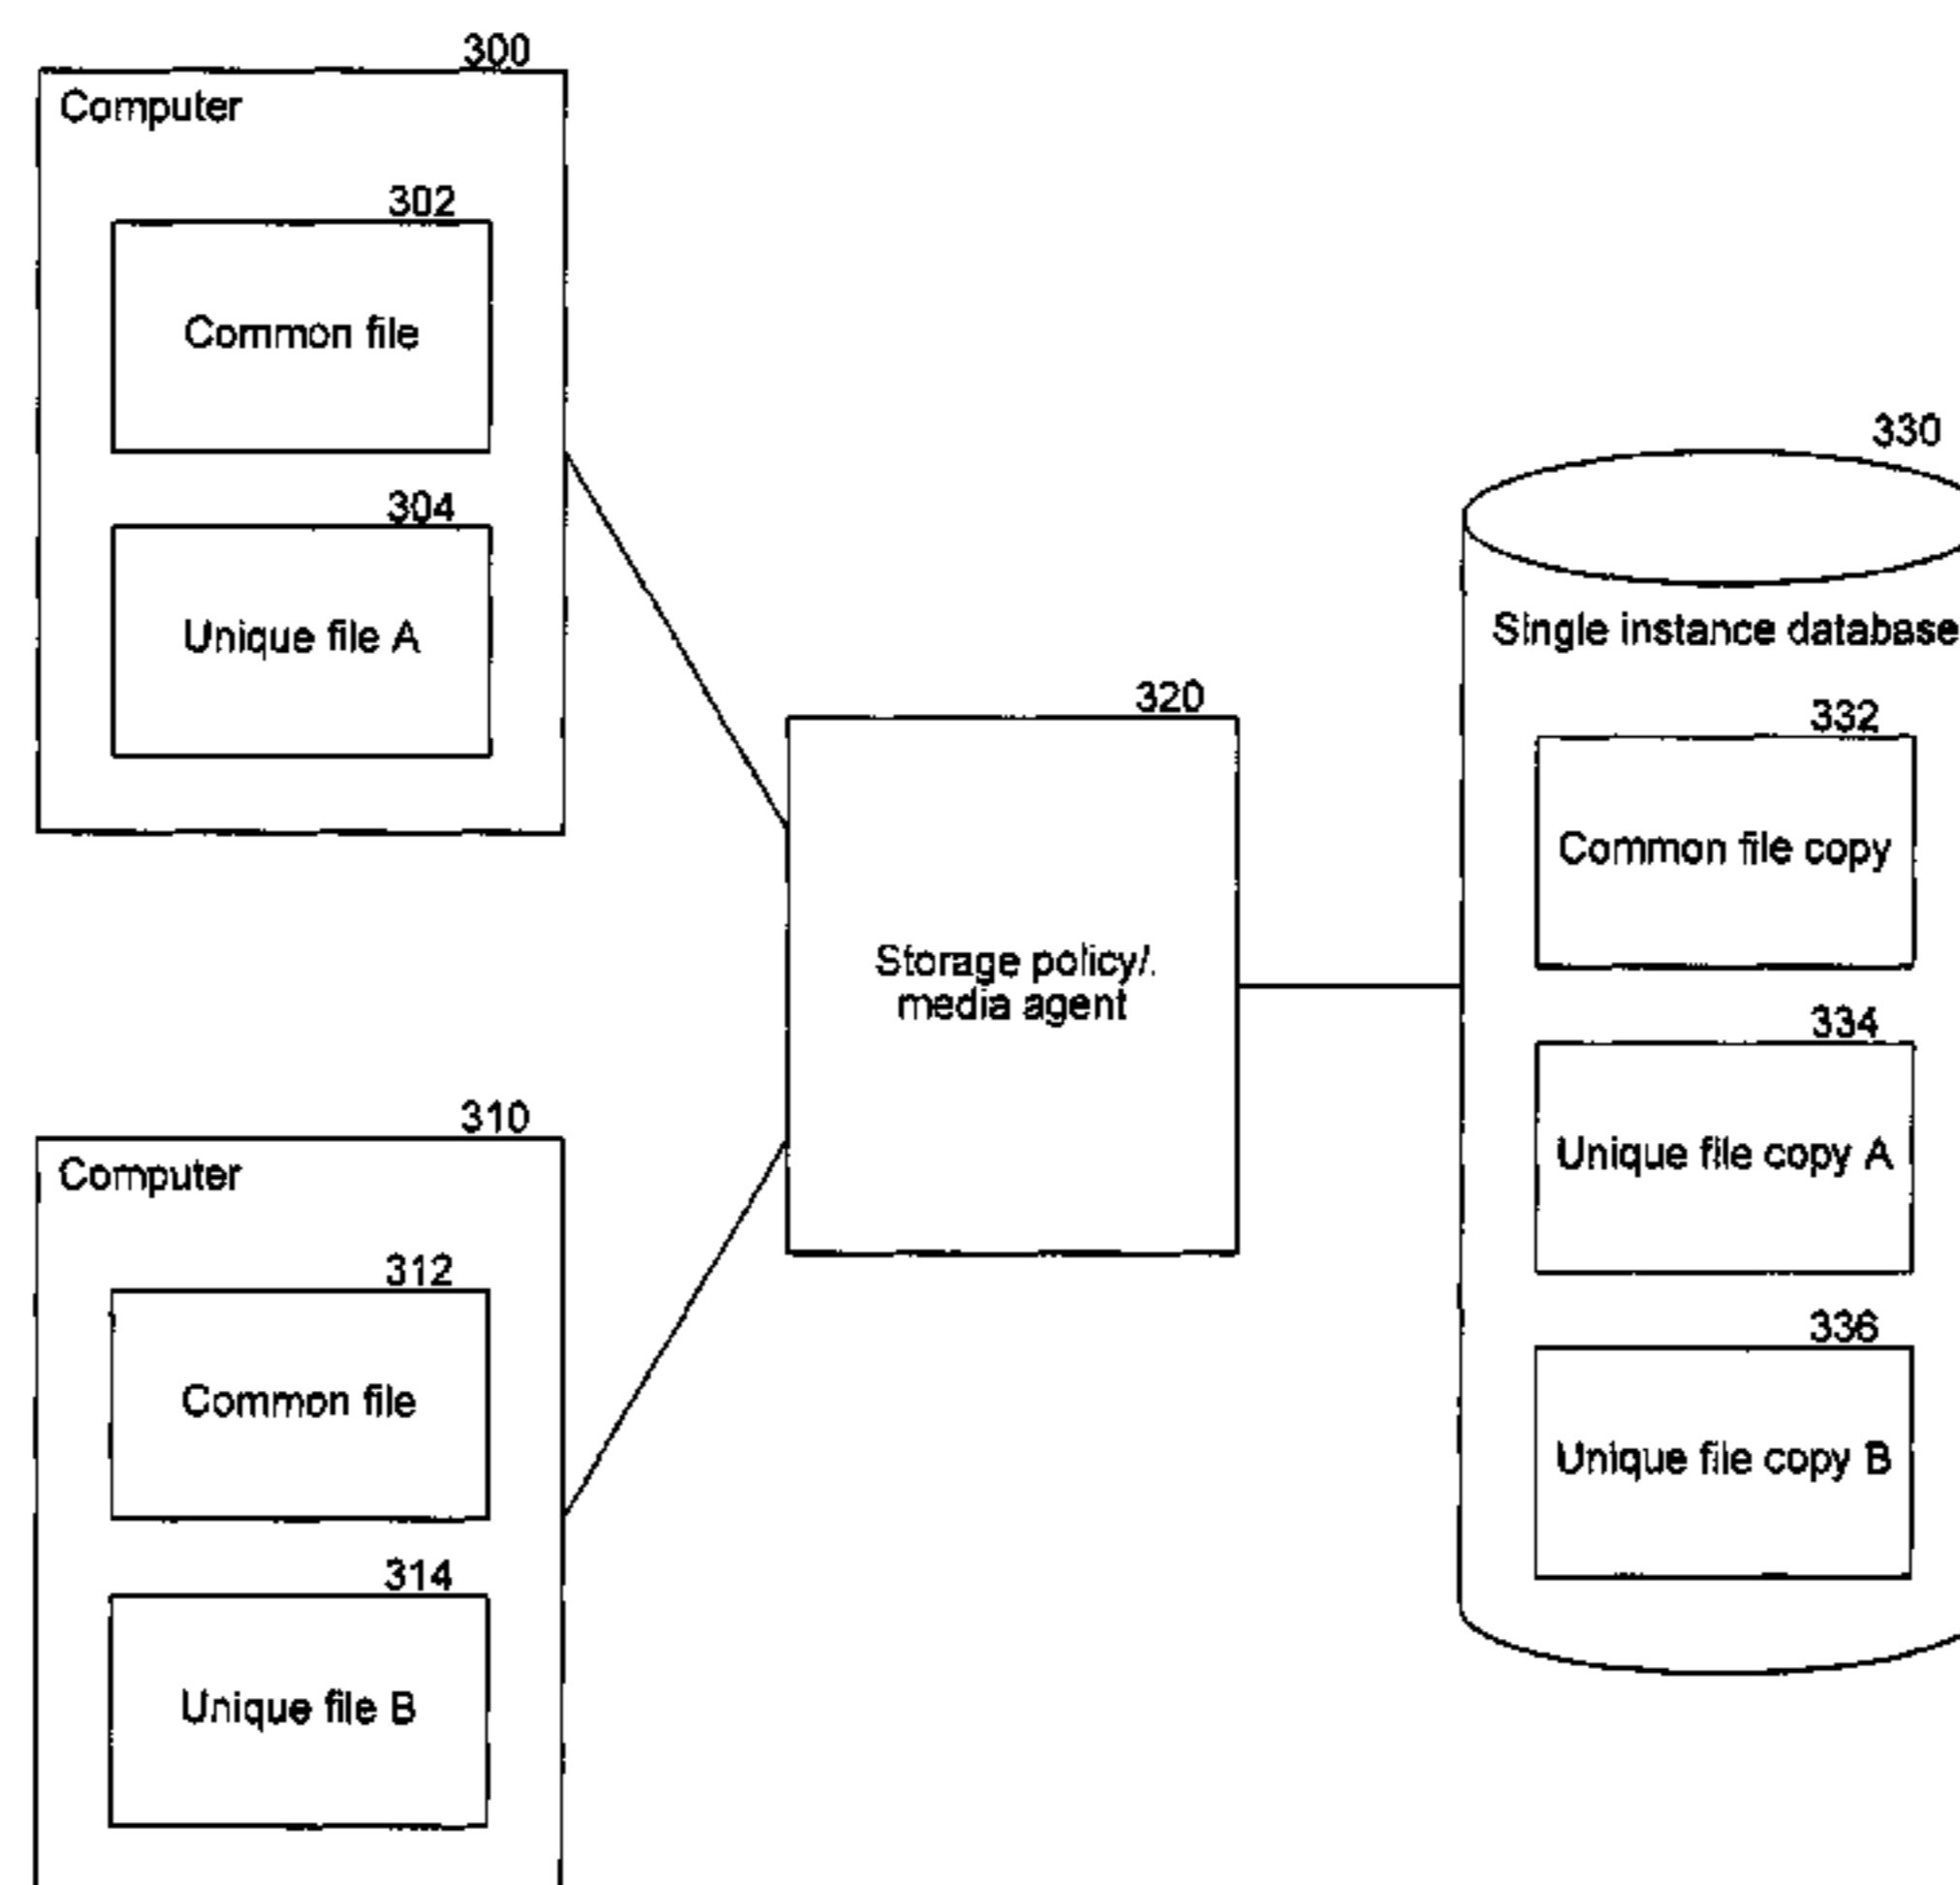 300
Computer
302
Common file
304
Unique file A
310
Computer
312
Common file
314
Unique file B
320
Storage policy/.
media agent
330
Single instance database
332
Common file copy
334
Unique file copy A
336
Unique file copy B